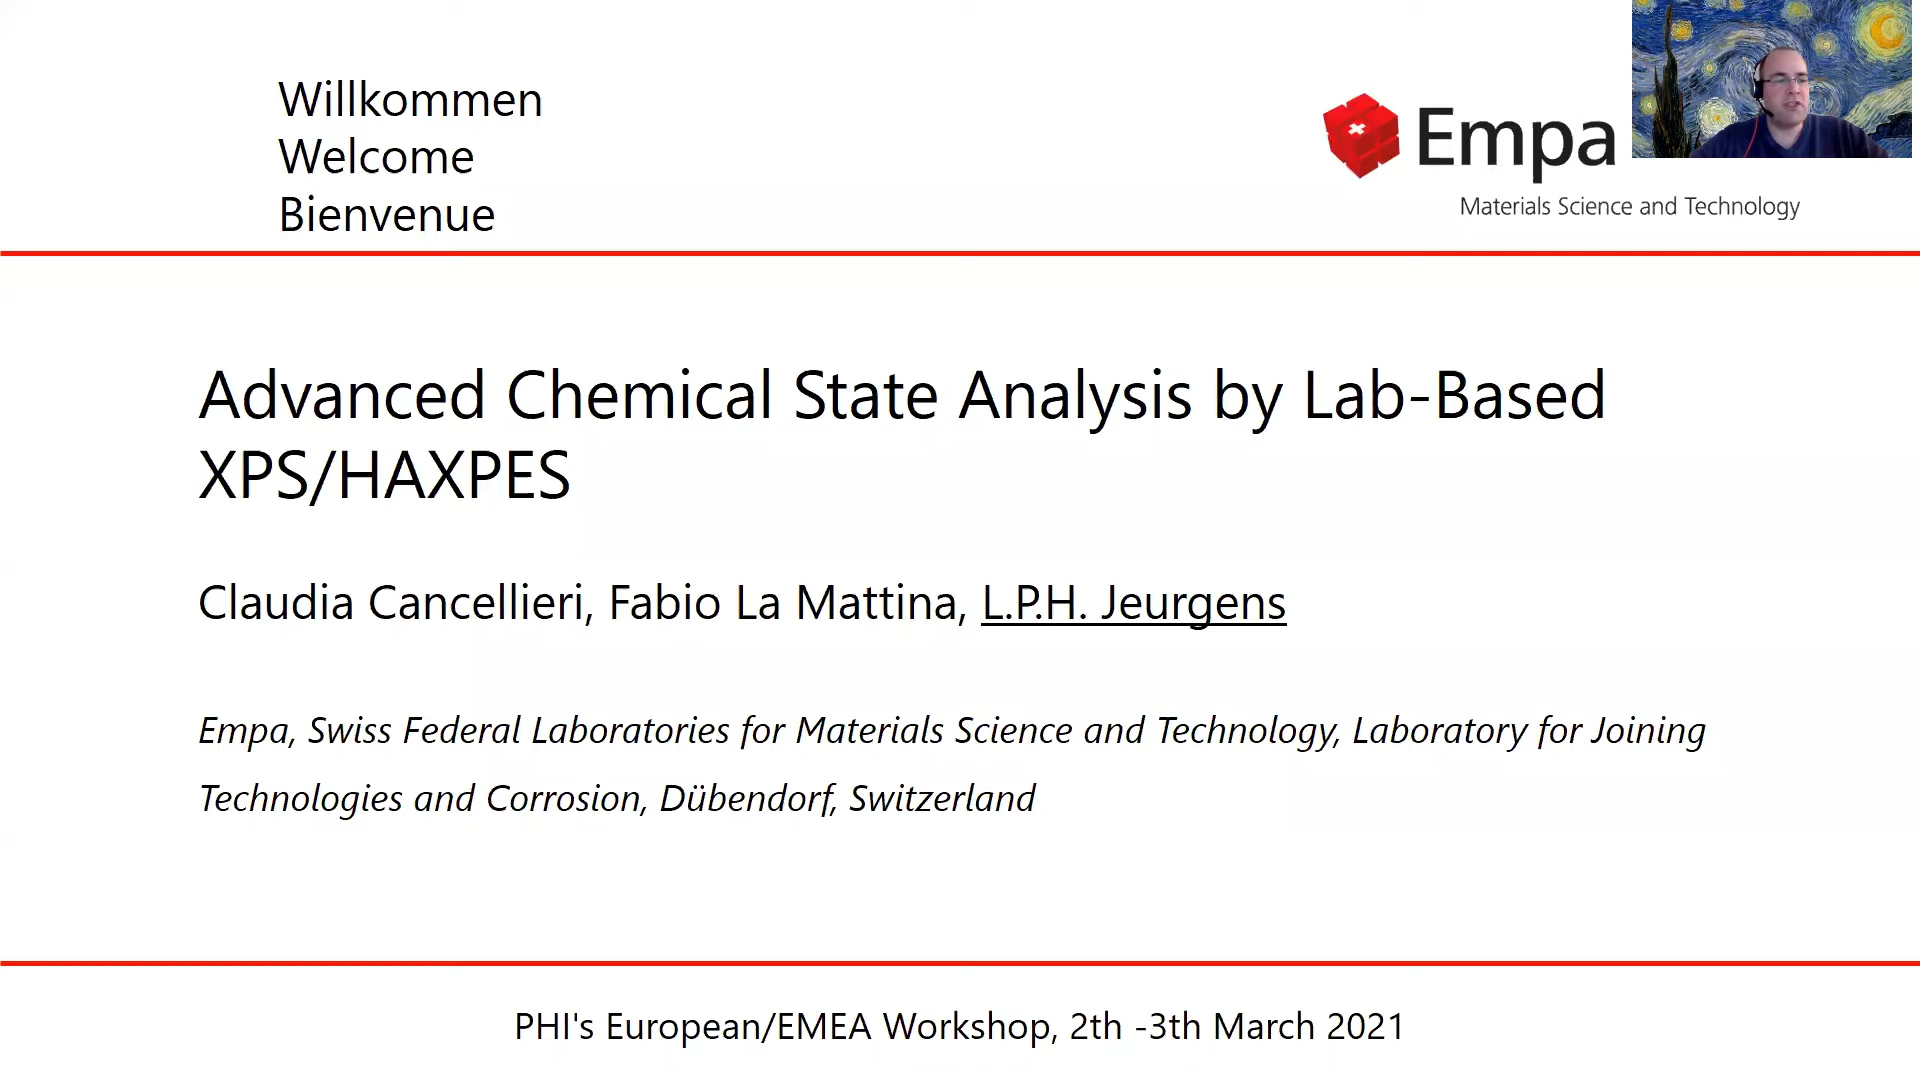 Willkommen
Welcome
Bienvenue
Empa
Materials Science and Technology
Advanced Chemical State Analysis by Lab-Based
XPS/HAXPES
Claudia Cancellieri, Fabio La Mattina, L.P.H. Jeurgens
Empa, Swiss Federal Laboratories for Materials Science and Technology, Laboratory for Joining
Technologies and Corrosion, Dübendorf, Switzerland
PHI's European/EMEA Workshop, 2th -3th March 2021